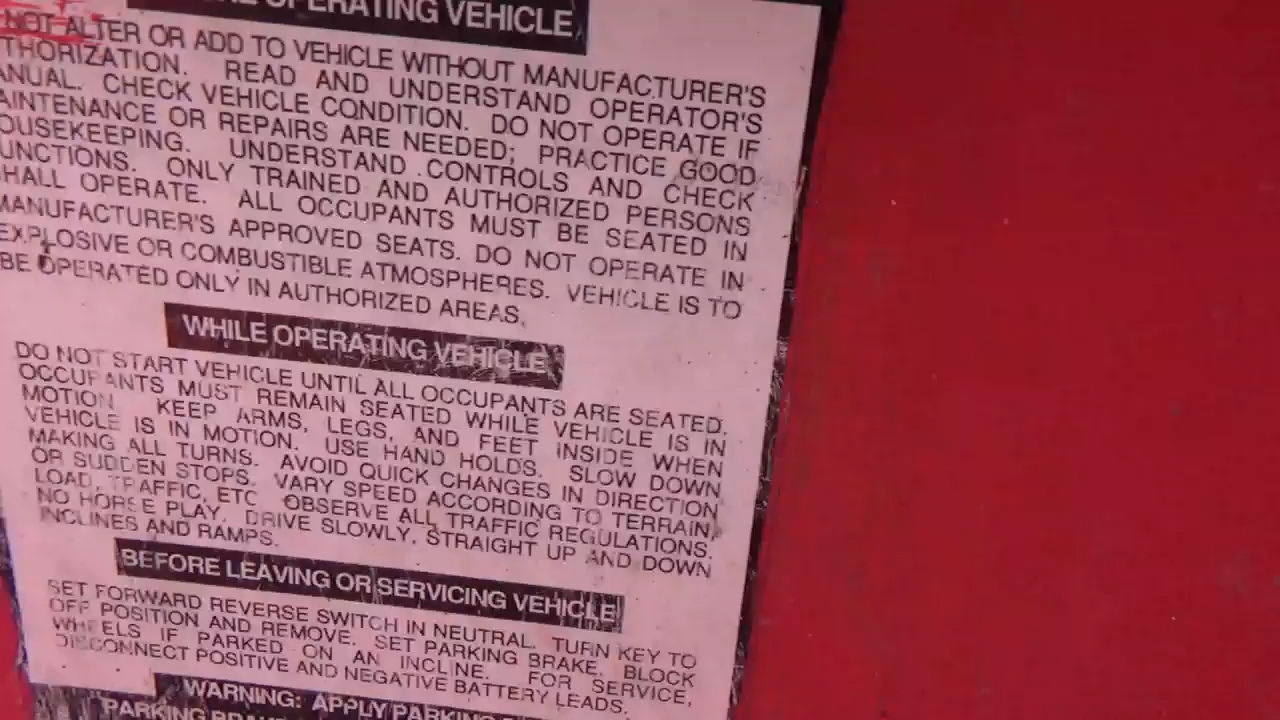 OPERATING VEHICLE
NOT ALTER OR ADD TO VEHICLE WITHOUT MANUFACTURER'S
THORIZATION. READ AND UNDERSTAND OPERATOR'S
ANUAL. CHECK VEHICLE CONDITION. DO NOT OPERATE IF
AINTENANCE OR REPAIRS ARE NEEDED; PRACTICE GOOD
OUSEKEEPING. UNDERSTAND CONTROLS AND CHECK
UNCTIONS. ONLY TRAINED AND AUTHORIZED PERSONS
HALL OPERATE. ALL OCCUPANTS MUST BE SEATED IN
MANUFACTURER'S APPROVED SEATS. DO NOT OPERATE IN
EXPLOSIVE OR COMBUSTIBLE ATMOSPHERES. VEHICLE IS TO
BE OPERATED ONLY IN AUTHORIZED AREAS.
WHILE OPERATING VEHICLE
DO NOT START VEHICLE UNTIL ALL OCCUPANTS ARE SEATED.
OCCUPANTS MUST REMAIN SEATED WHILE VEHICLE IS IN
MOTION. KEEP ARMS, LEGS, AND FEET INSIDE WHEN
VEHICLE IS IN MOTION. USE HAND HOLDS. SLOW DOWN
MAKING ALL TURNS. AVOID QUICK CHANGES IN DIRECTION
OR SUDDEN STOPS. VARY SPEED ACCORDING TO TERRAIN,
LOAD, TRAFFIC, ETC OBSERVE ALL TRAFFIC REGULATIONS.
NO HORSE PLAY. DRIVE SLOWLY, STRAIGHT UP AND DOWN
INCLINES AND RAMPS.
BEFORE LEAVING OR SERVICING VEHICLE
SET FORWARD REVERSE SWITCH IN NEUTRAL. TURN KEY TO
OFF POSITION AND REMOVE. SET PARKING BRAKE. BLOCK
WHEELS IF PARKED ON AN INCLINE. FOR SERVICE,
DISCONNECT POSITIVE AND NEGATIVE BATTERY LEADS.
WARNING: APPLY PARKING
PARKING